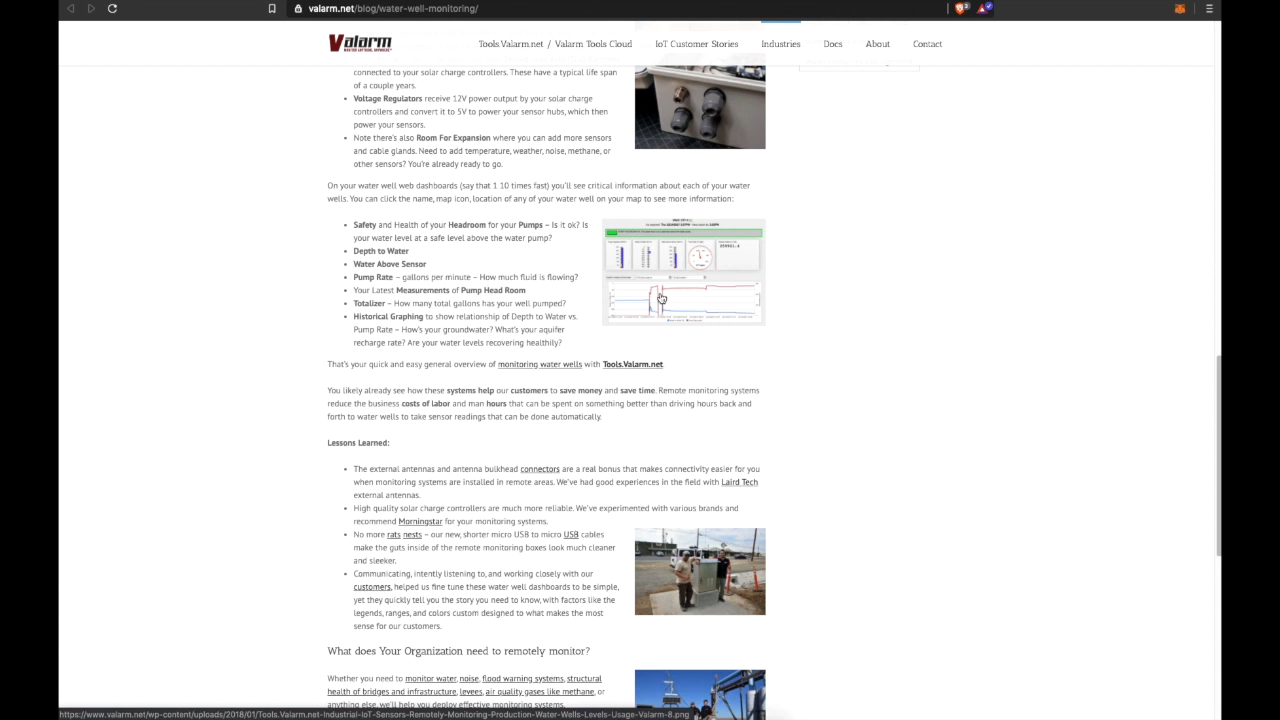 valarm.net/blog/water-well-monitoring/
Valarm
Tools.Valarm.net / Valarm Tools Cloud
IoT Customer Stories
Industries
Docs
About
Contact
connected to your solar charge controllers. These have a typical life span
of a couple years.
Voltage Regulators receive 12V power output by your solar charge
controllers and convert it to 5V to power your sensor hubs, which then
power your sensors.
Note there's also Room For Expansion where you can add more sensors
and cable glands. Need to add temperature, weather, noise, methane, or
other sensors? You're already ready to go.
On your water well web dashboards (say that 1 10 times fast) you'll see critical information about each of your water
wells. You can click the name, map icon, location of any of your water well on your map to see more information:
Safety and Health of your Headroom for your Pumps – Is it ok? Is
your water level at a safe level above the water pump?
Depth to Water
Water Above Sensor
Pump Rate – gallons per minute – How much fluid is flowing?
Your Latest Measurements of Pump Head Room
Totalizer – How many total gallons has your well pumped?
Historical Graphing to show relationship of Depth to Water vs.
Pump Rate – How's your groundwater? What's your aquifer
recharge rate? Are your water levels recovering healthily?
That's your quick and easy general overview of monitoring water wells with Tools.Valarm.net.
You likely already see how these systems help our customers to save money and save time. Remote monitoring systems
reduce the business costs of labor and man hours that can be spent on something better than driving hours back and
forth to water wells to take sensor readings that can be done automatically.
Lessons Learned:
The external antennas and antenna bulkhead connectors are a real bonus that makes connectivity easier for you
when monitoring systems are installed in remote areas. We've had good experiences in the field with Laird Tech
external antennas.
High quality solar charge controllers are much more reliable. We've experimented with various brands and
recommend Morningstar for your monitoring systems.
No more rats nests – our new, shorter micro USB to micro USB cables
make the guts inside of the remote monitoring boxes look much cleaner
and sleeker.
Communicating, intently listening to, and working closely with our
customers, helped us fine tune these water well dashboards to be simple,
yet they quickly tell you the story you need to know, with factors like the
legends, ranges, and colors custom designed to what makes the most
sense for our customers.
What does Your Organization need to remotely monitor?
Whether you need to monitor water, noise, flood warning systems, structural
health of bridges and infrastructure, levees, air quality gases like methane, or
anything else, we'll help you deploy effective monitoring systems.
https://www.valarm.net/wp-content/uploads/2018/01/Tools.Valarm.net-Industrial-IoT-Sensors-Remotely-Monitoring-Production-Water-Wells-Levels-Usage-Valarm-8.png